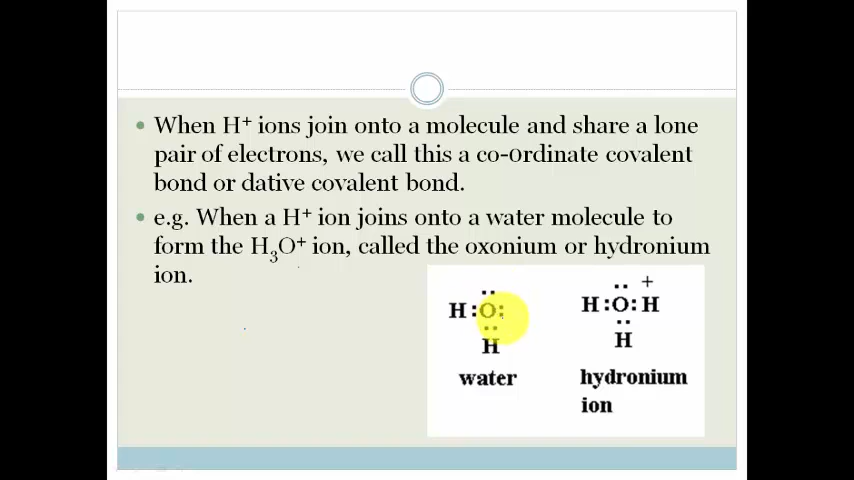 When H⁺ ions join onto a molecule and share a lone
pair of electrons, we call this a co-ordinate covalent
bond or dative covalent bond.
e.g. When a H⁺ ion joins onto a water molecule to
form the H₃O⁺ ion, called the oxonium or hydronium
ion.
H:O:
H
water
+
H:O:H
H
hydronium
ion